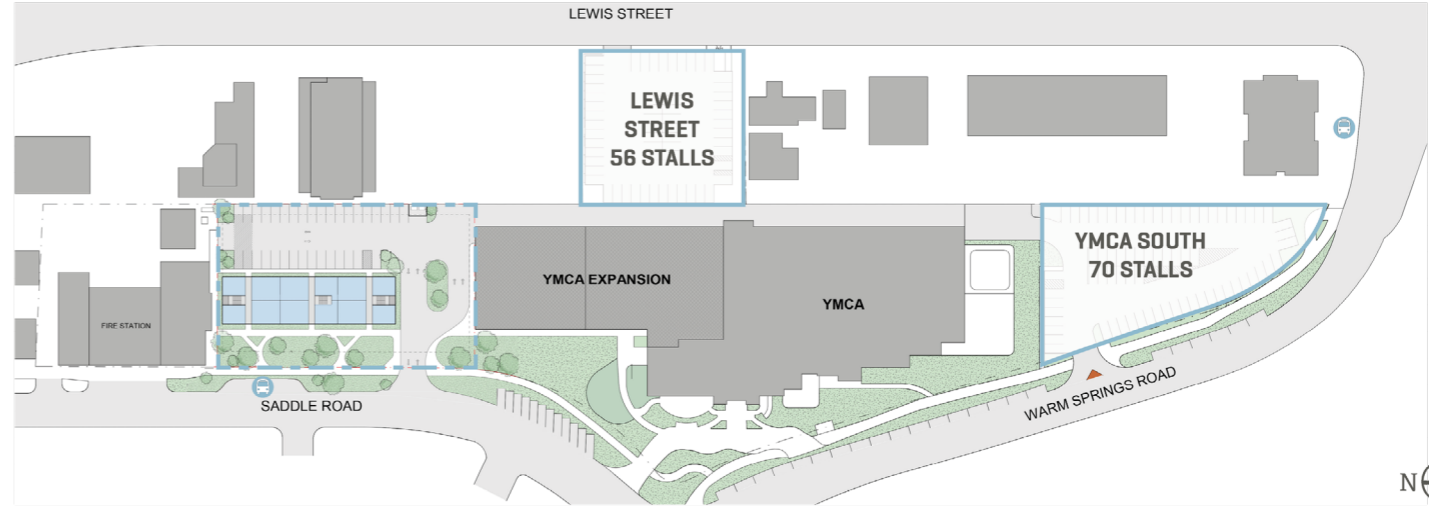 LEWIS STREET
LEWIS
STREET
56 STALLS
YMCA SOUTH
70 STALLS
YMCA EXPANSION
YMCA
FIRE STATION
SADDLE ROAD
WARM SPRINGS ROAD
N